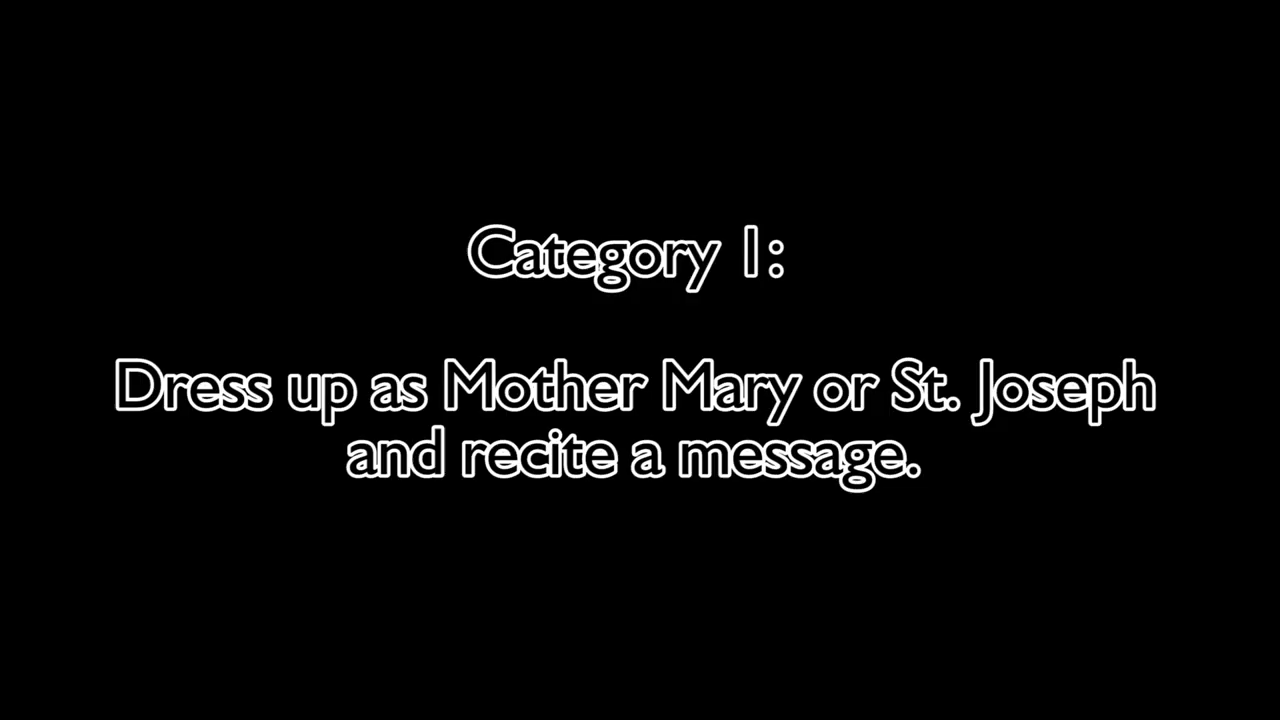 Category 1:
Dress up as Mother Mary or St. Joseph
and recite a message.